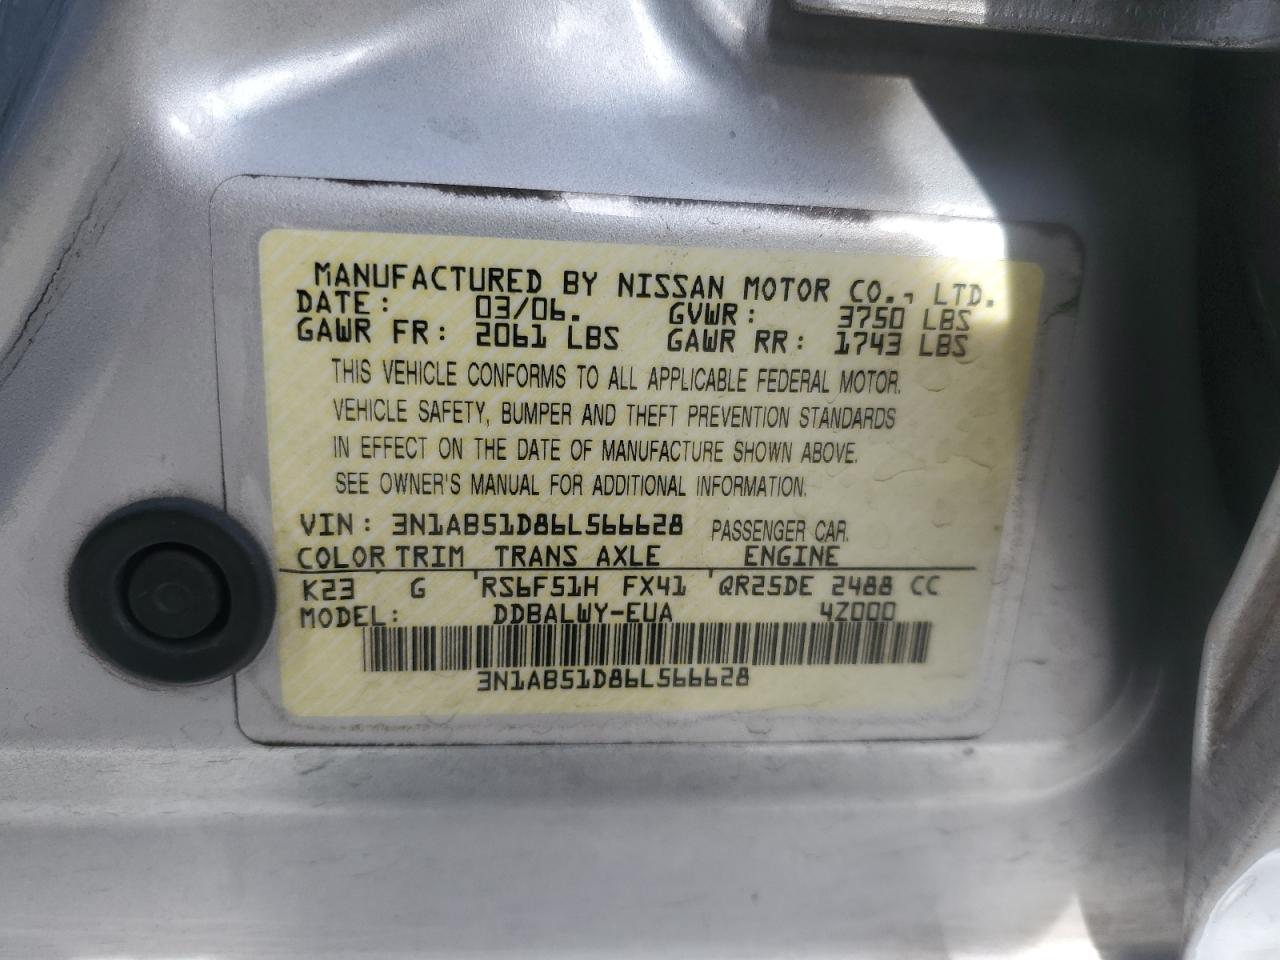 MANUFACTURED BY NISSAN MOTOR CO., LTD.
DATE: 03/06. GVWR: 3750 LBS
GAWR FR: 2061 LBS GAWR RR: 1743 LBS
THIS VEHICLE CONFORMS TO ALL APPLICABLE FEDERAL MOTOR.
VEHICLE SAFETY, BUMPER AND THEFT PREVENTION STANDARDS
IN EFFECT ON THE DATE OF MANUFACTURE SHOWN ABOVE.
SEE OWNER'S MANUAL FOR ADDITIONAL INFORMATION.
VIN: 3N1AB51D86L566628 PASSENGER CAR.
COLOR TRIM TRANS AXLE ENGINE
K23 G RS6F51H FX41 QR25DE 2488 CC
MODEL: DDBALWY-EUA 4Z000
3N1AB51D86L566628